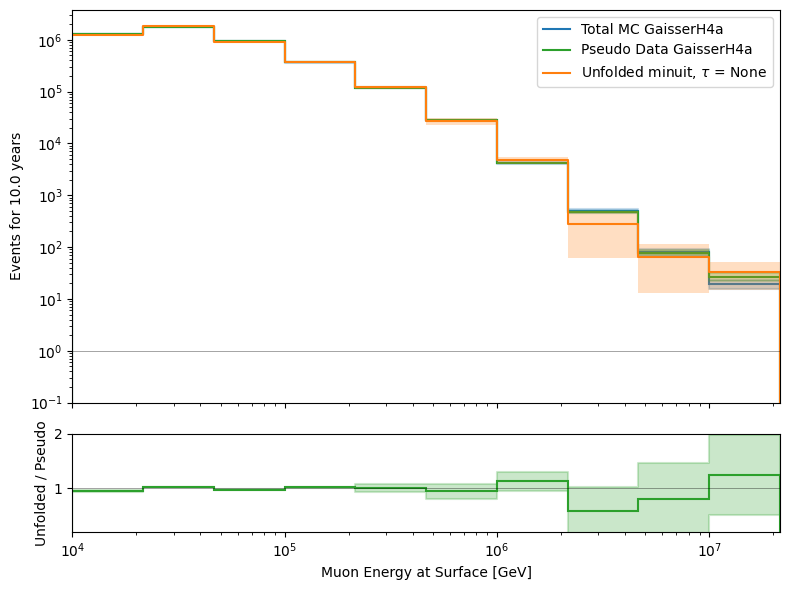 Total MC GaisserH4a
Pseudo Data GaisserH4a
Unfolded minuit, τ = None
Events for 10.0 years
10⁶
10⁵
10⁴
10³
10²
10¹
10⁰
10⁻¹
Unfolded / Pseudo
2
1
10⁴ 10⁵ 10⁶ 10⁷
Muon Energy at Surface [GeV]